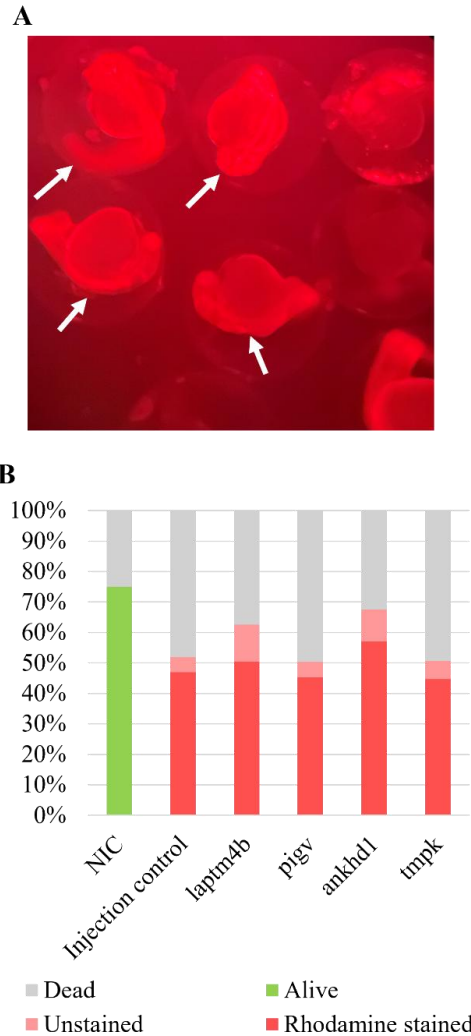 A
B
100%
90%
80%
70%
60%
50%
40%
30%
20%
10%
0%
NIC
Injection control
laptm4b
pigv
ankhd1
tmpk
Dead
Alive
Unstained
Rhodamine stained